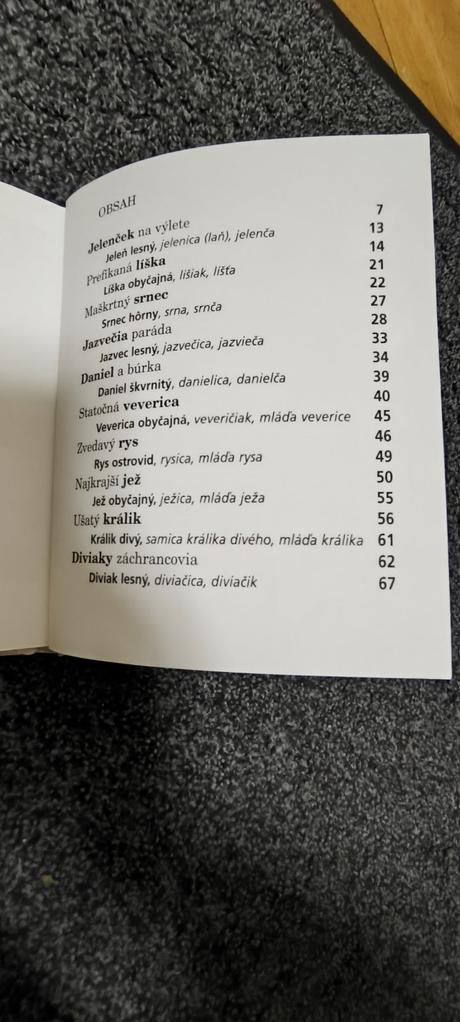 OBSAH
Jelenček na výlete 7
Jeleň lesný, jelenica (laň), jelenča 13
Prefíkaná líška 14
Líška obyčajná, lišiak, líšťa 21
Maškrtný srnec 22
Srnec hôrny, srna, srnča 27
Jazvečia paráda 28
Jazvec lesný, jazvečica, jazvieča 33
Daniel a búrka 34
Daniel škvrnitý, danielica, danielča 39
Statočná veverica 40
Veverica obyčajná, veveričiak, mláďa veverice 45
Zvedavý rys 46
Rys ostrovid, rysica, mláďa rysa 49
Najkrajší jež 50
Jež obyčajný, ježica, mláďa ježa 55
Ušatý králik 56
Králik divý, samica králika divého, mláďa králika 61
Diviaky záchrancovia 62
Diviak lesný, diviačica, diviačik 67